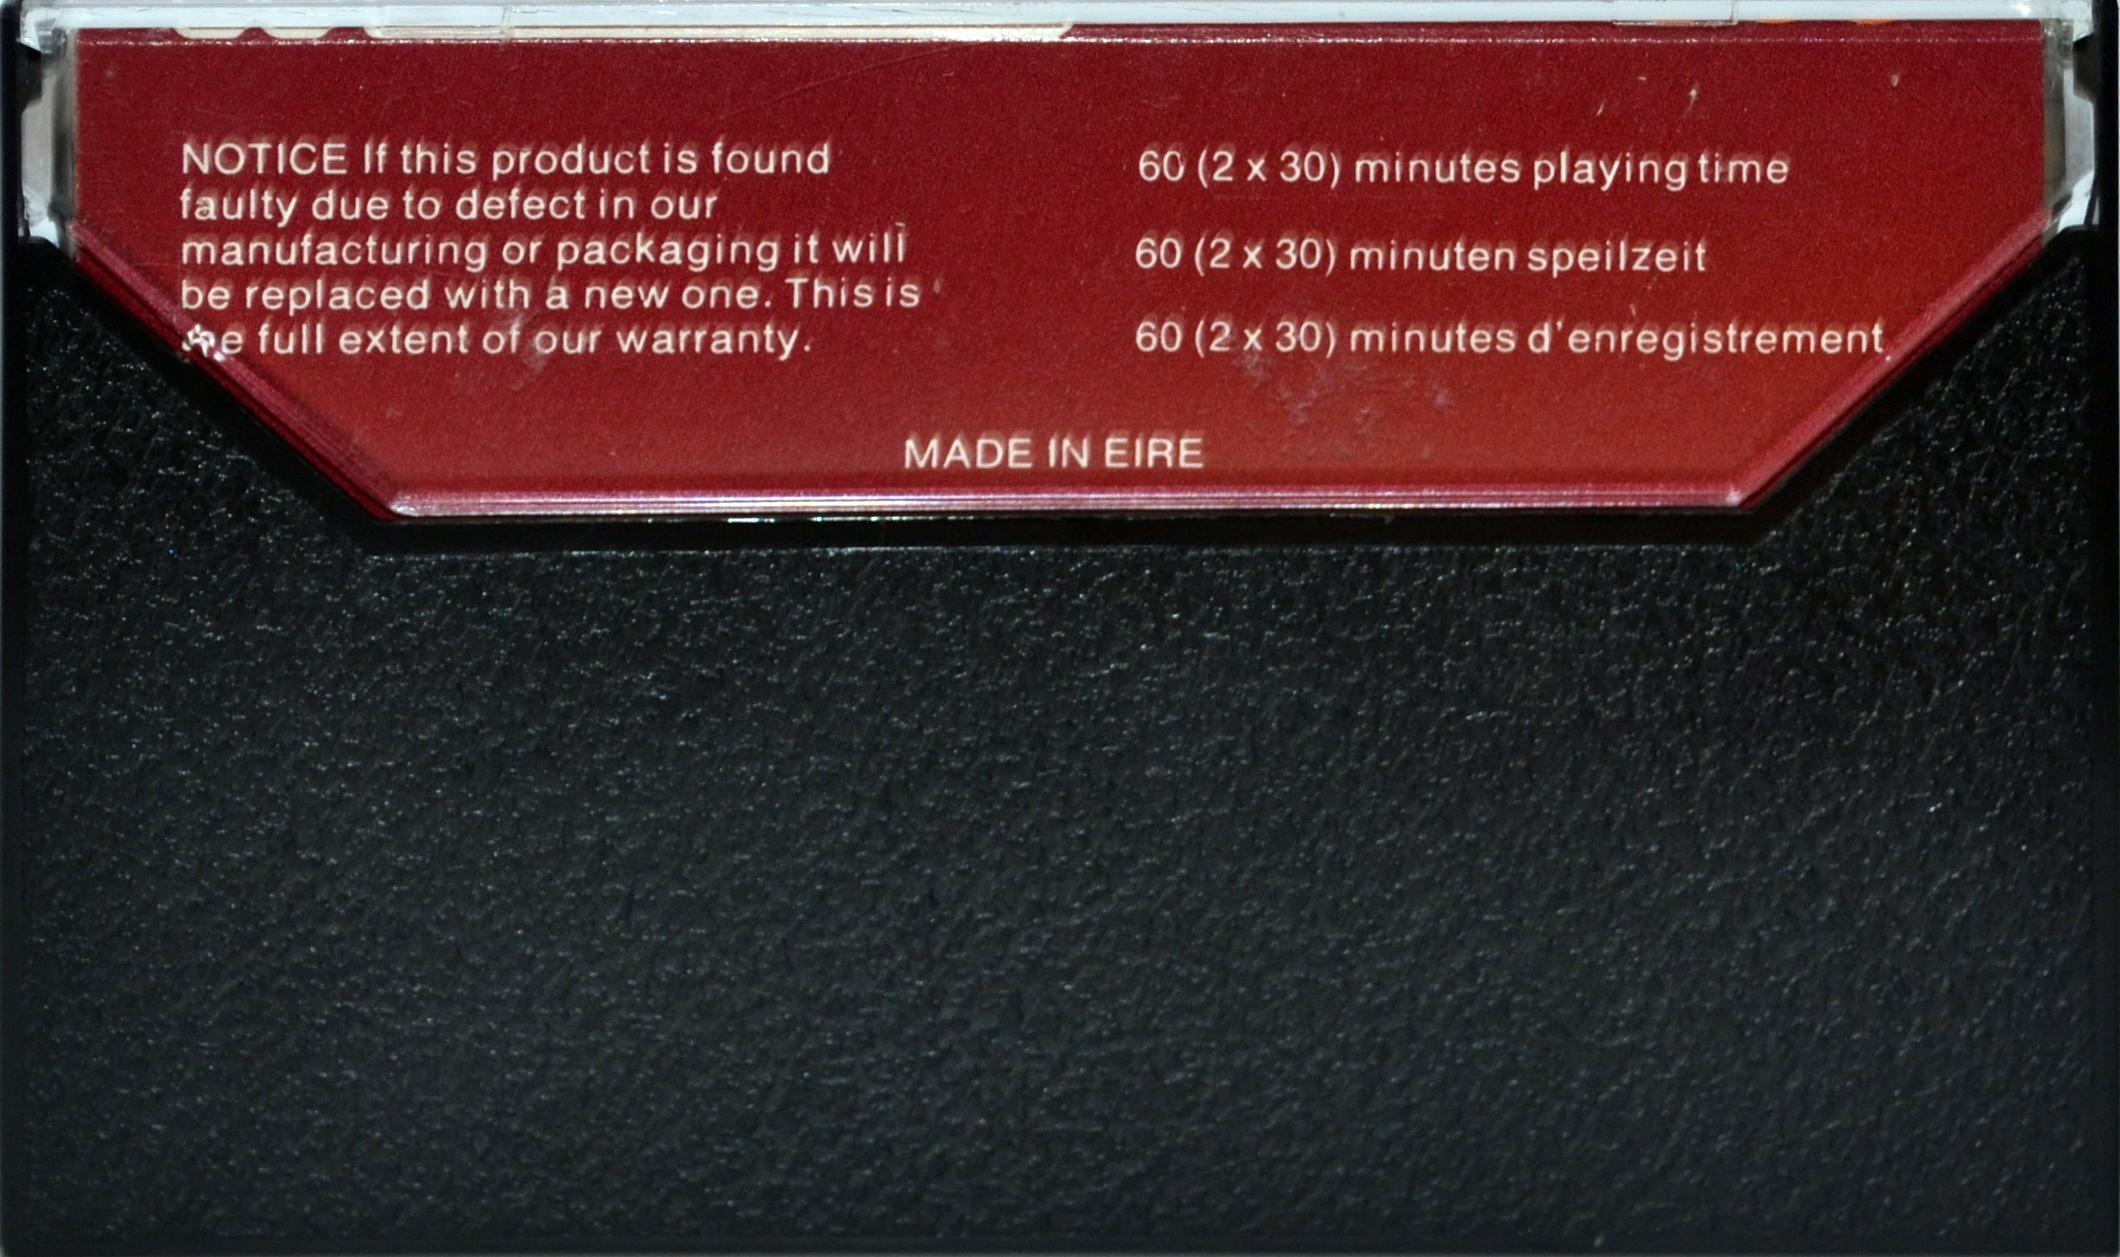 NOTICE If this product is found
faulty due to defect in our
manufacturing or packaging it will
be replaced with a new one. This is
the full extent of our warranty.
60 (2 x 30) minutes playing time
60 (2 x 30) minuten speilzeit
60 (2 x 30) minutes d'enregistrement
MADE IN EIRE